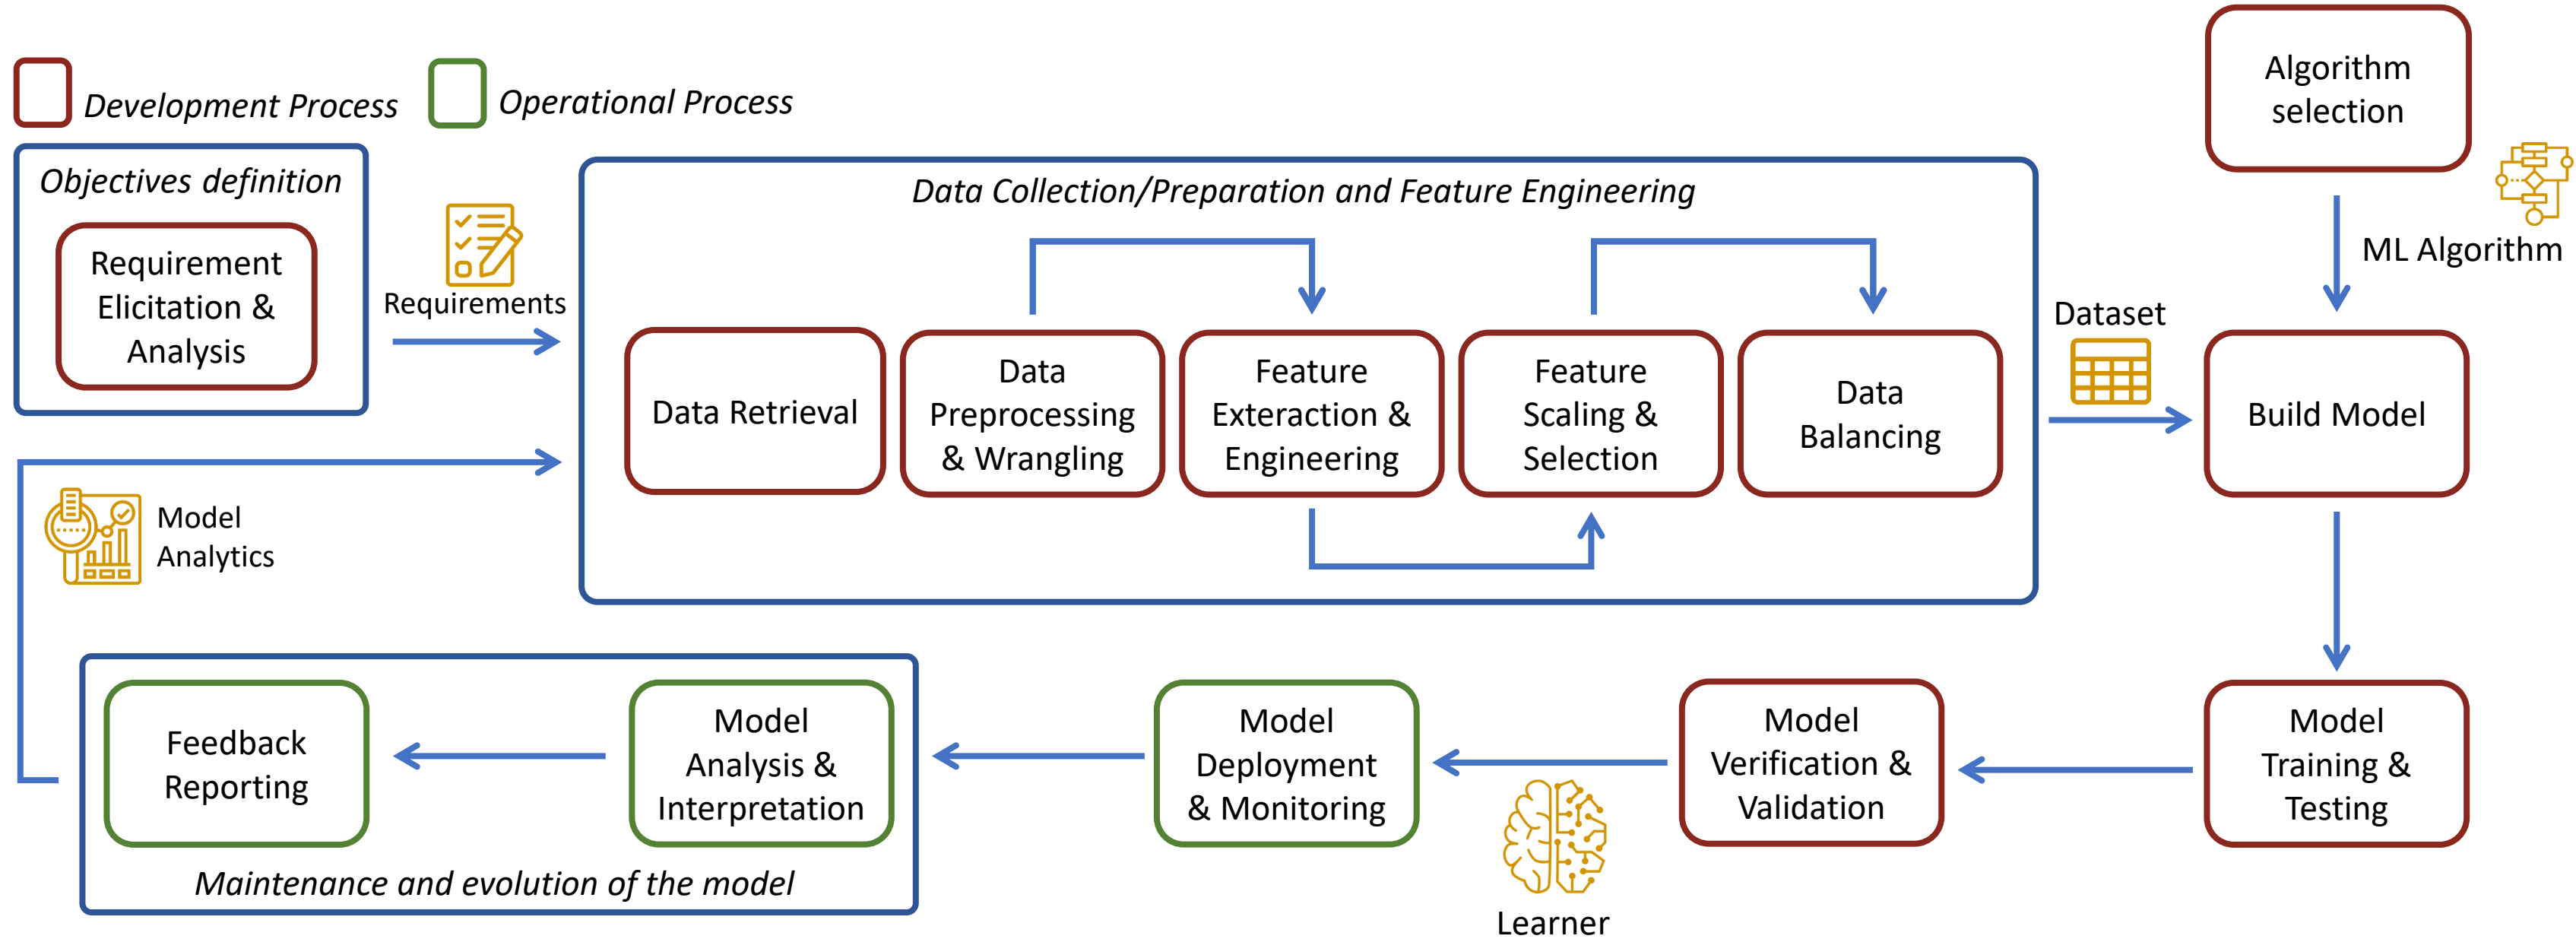 Development Process
Operational Process
Algorithm
selection
Objectives definition
Requirement
Elicitation &
Analysis
Requirements
Data Collection/Preparation and Feature Engineering
ML Algorithm
Data Retrieval
Data
Preprocessing
& Wrangling
Feature
Exteraction &
Engineering
Feature
Scaling &
Selection
Data
Balancing
Dataset
Build Model
Model
Analytics
Feedback
Reporting
Model
Analysis &
Interpretation
Maintenance and evolution of the model
Model
Deployment
& Monitoring
Learner
Model
Verification &
Validation
Model
Training &
Testing